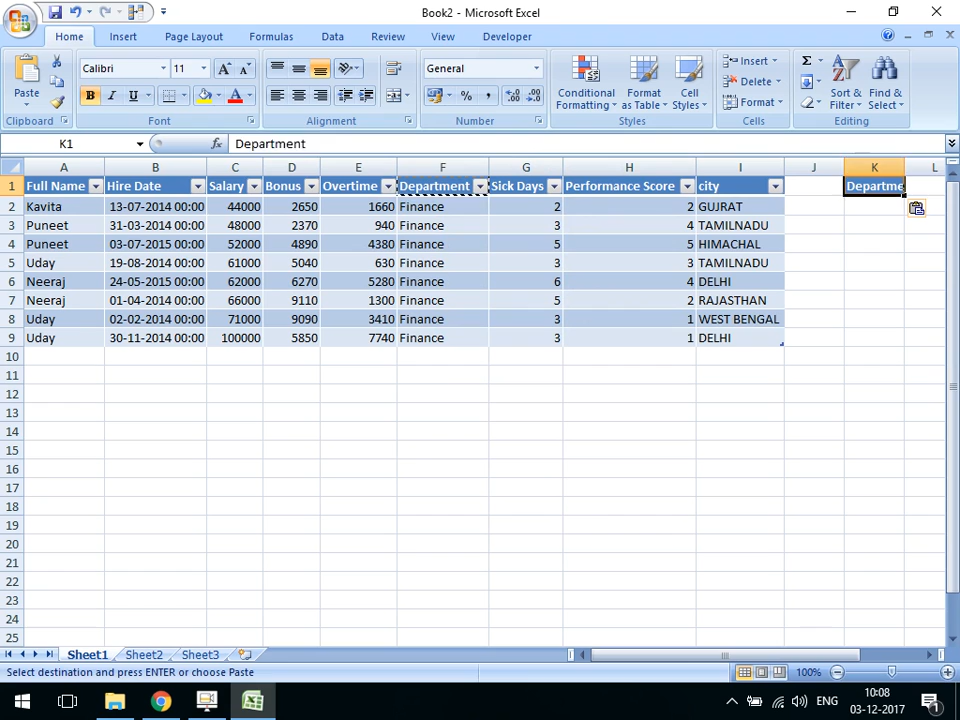 Book2 - Microsoft Excel
Home Insert Page Layout Formulas Data Review View Developer
Paste
Calibri 11
B I U
General
% ,
Conditional Formatting
Format as Table
Cell Styles
Insert
Delete
Format
Σ
Sort & Filter
Find & Select
Clipboard Font Alignment Number Styles Cells Editing
K1 fx Department
A B C D E F G H I J K L
1 Full Name Hire Date Salary Bonus Overtime Department Sick Days Performance Score city Departme
2 Kavita 13-07-2014 00:00 44000 2650 1660 Finance 2 2 GUJRAT
3 Puneet 31-03-2014 00:00 48000 2370 940 Finance 3 4 TAMILNADU
4 Puneet 03-07-2015 00:00 52000 4890 4380 Finance 5 5 HIMACHAL
5 Uday 19-08-2014 00:00 61000 5040 630 Finance 3 3 TAMILNADU
6 Neeraj 24-05-2015 00:00 62000 6270 5280 Finance 6 4 DELHI
7 Neeraj 01-04-2014 00:00 66000 9110 1300 Finance 5 2 RAJASTHAN
8 Uday 02-02-2014 00:00 71000 9090 3410 Finance 3 1 WEST BENGAL
9 Uday 30-11-2014 00:00 100000 5850 7740 Finance 3 1 DELHI
10
11
12
13
14
15
16
17
18
19
20
21
22
23
24
25
Sheet1 Sheet2 Sheet3
Select destination and press ENTER or choose Paste 100%
ENG 10:08
03-12-2017 1